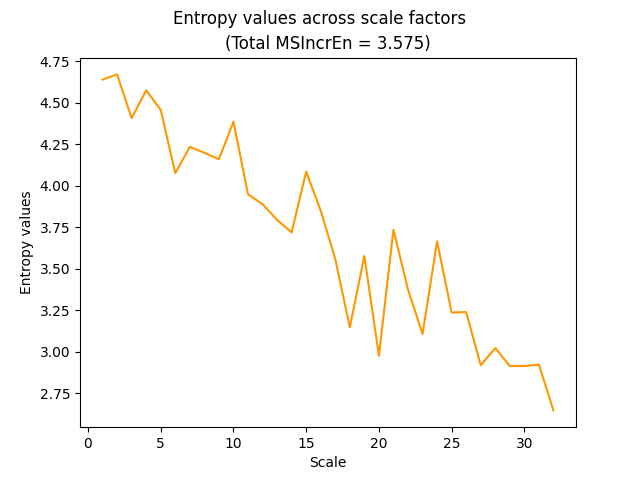 Entropy values across scale factors
(Total MSIncrEn = 3.575)
4.75
4.50
4.25
4.00
3.75
3.50
3.25
3.00
2.75
Entropy values
0 5 10 15 20 25 30
Scale